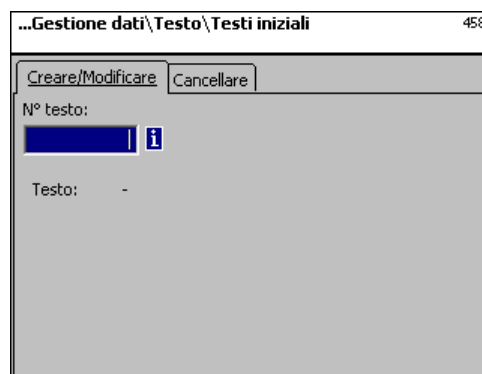 ...Gestione dati\Testo\Testi iniziali 458
Creare/Modificare Cancellare
N° testo:
i
Testo: -